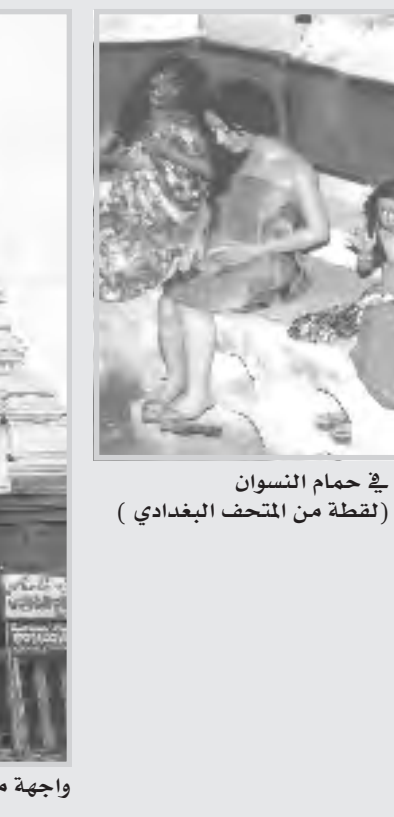 في حمام النسوان
(لقطة من المتحف البغدادي )
واجهة